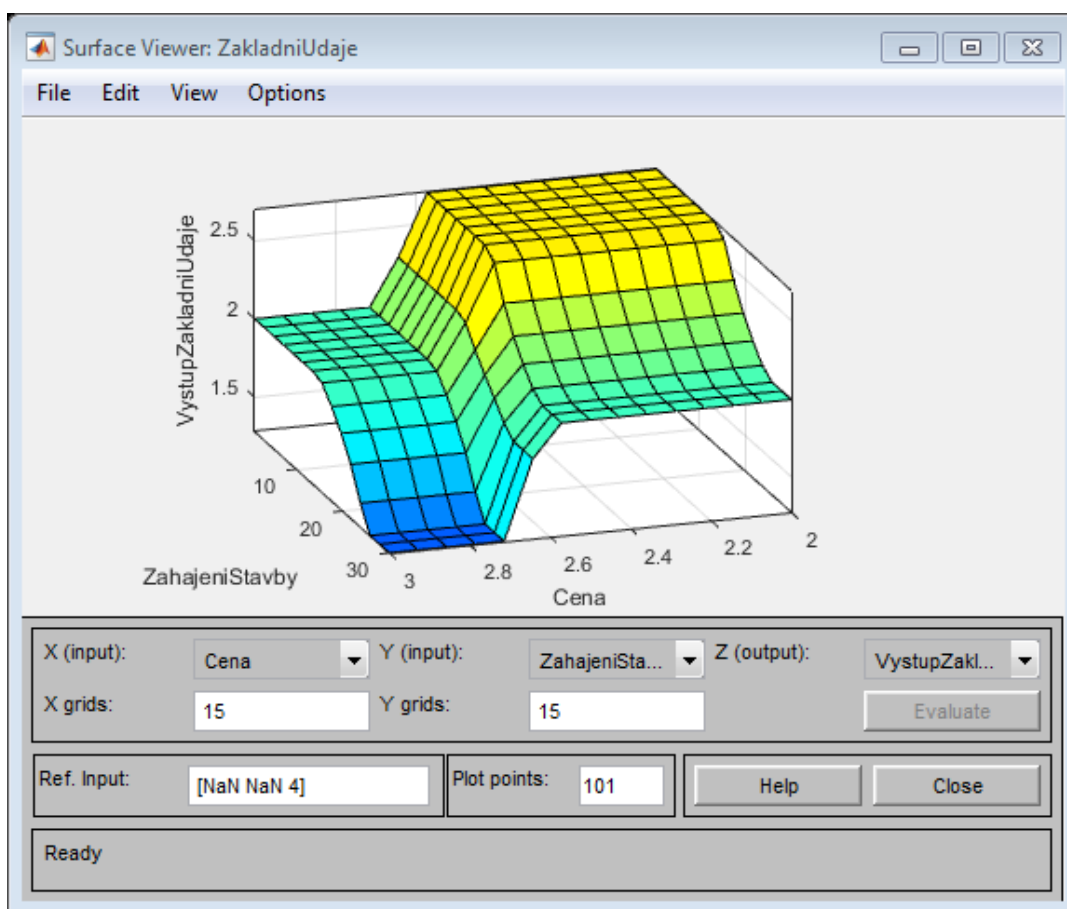 Surface Viewer: ZakladniUdaje
File Edit View Options
VystupZakladniUdaje
2.5
2
1.5
10
20
30
ZahajeniStavby
3
2.8
2.6
2.4
2.2
2
Cena
X (input): Cena Y (input): ZahajeniSta... Z (output): VystupZakl...
X grids: 15 Y grids: 15 Evaluate
Ref. Input: [NaN NaN 4] Plot points: 101 Help Close
Ready